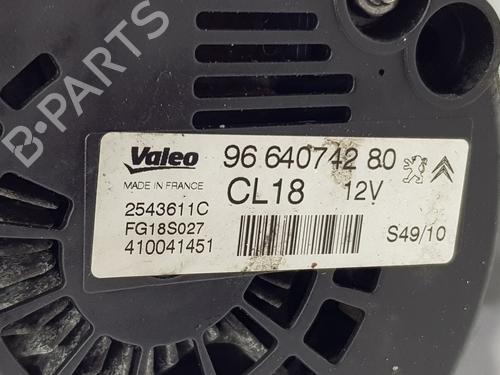 B-PARTS
Valeo
96 640742 80
MADE IN FRANCE
CL18 12V
2543611C
FG18S027
410041451
S49/10